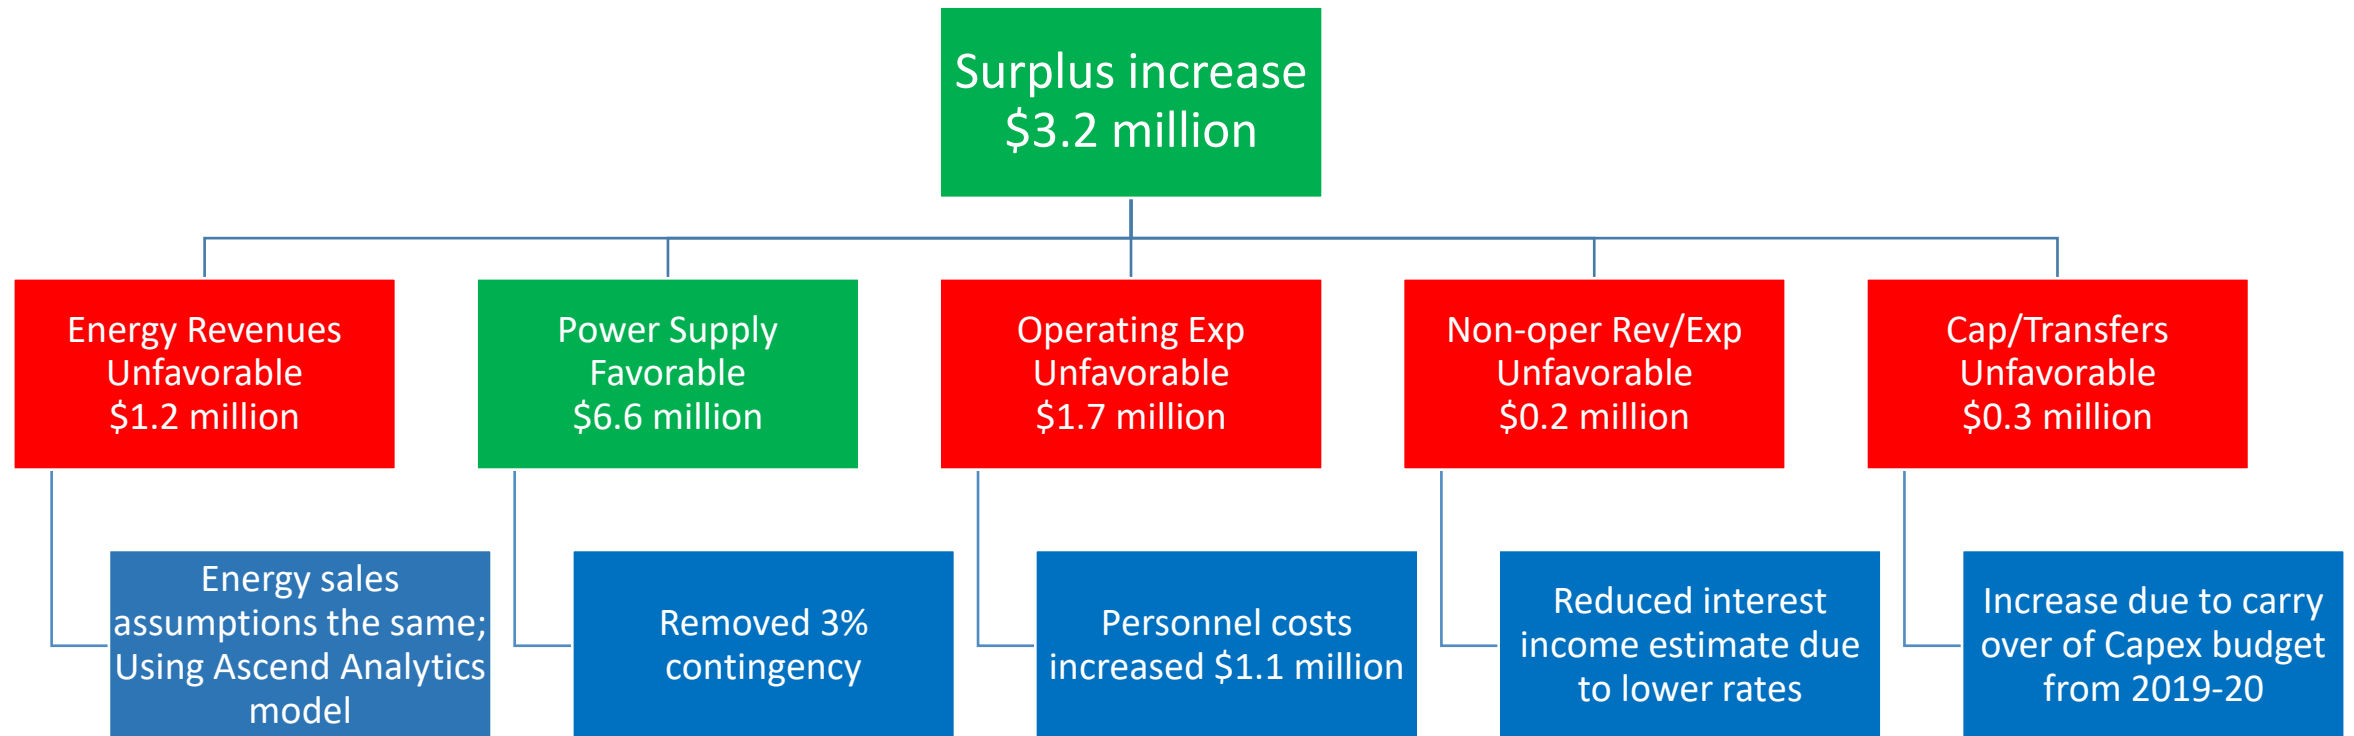 Surplus increase
$3.2 million
Energy Revenues
Unfavorable
$1.2 million
Power Supply
Favorable
$6.6 million
Operating Exp
Unfavorable
$1.7 million
Non-oper Rev/Exp
Unfavorable
$0.2 million
Cap/Transfers
Unfavorable
$0.3 million
Energy sales
assumptions the same;
Using Ascend Analytics
model
Removed 3%
contingency
Personnel costs
increased $1.1 million
Reduced interest
income estimate due
to lower rates
Increase due to carry
over of Capex budget
from 2019-20